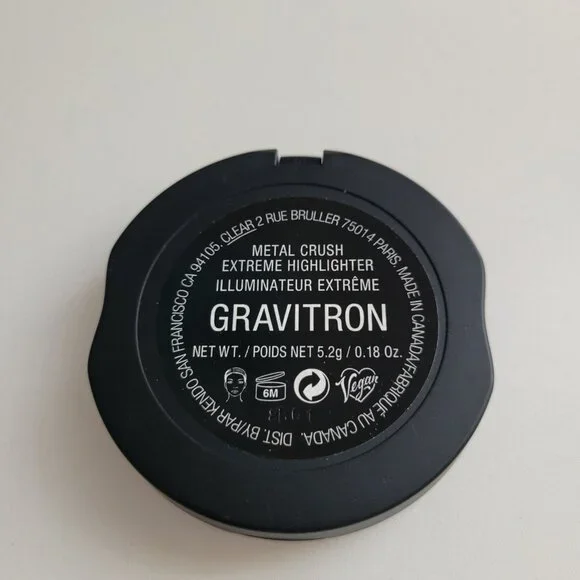 METAL CRUSH
EXTREME HIGHLIGHTER
ILLUMINATEUR EXTRÊME
GRAVITRON
NET WT. / POIDS NET 5.2g / 0.18 Oz.
6M
Vegan
DIST. BY/PAR KENDO SAN FRANCISCO CA 94105. CLEAR 2 RUE BRULLER 75014 PARIS. MADE IN CANADA/FABRIQUÉ AU CANADA.